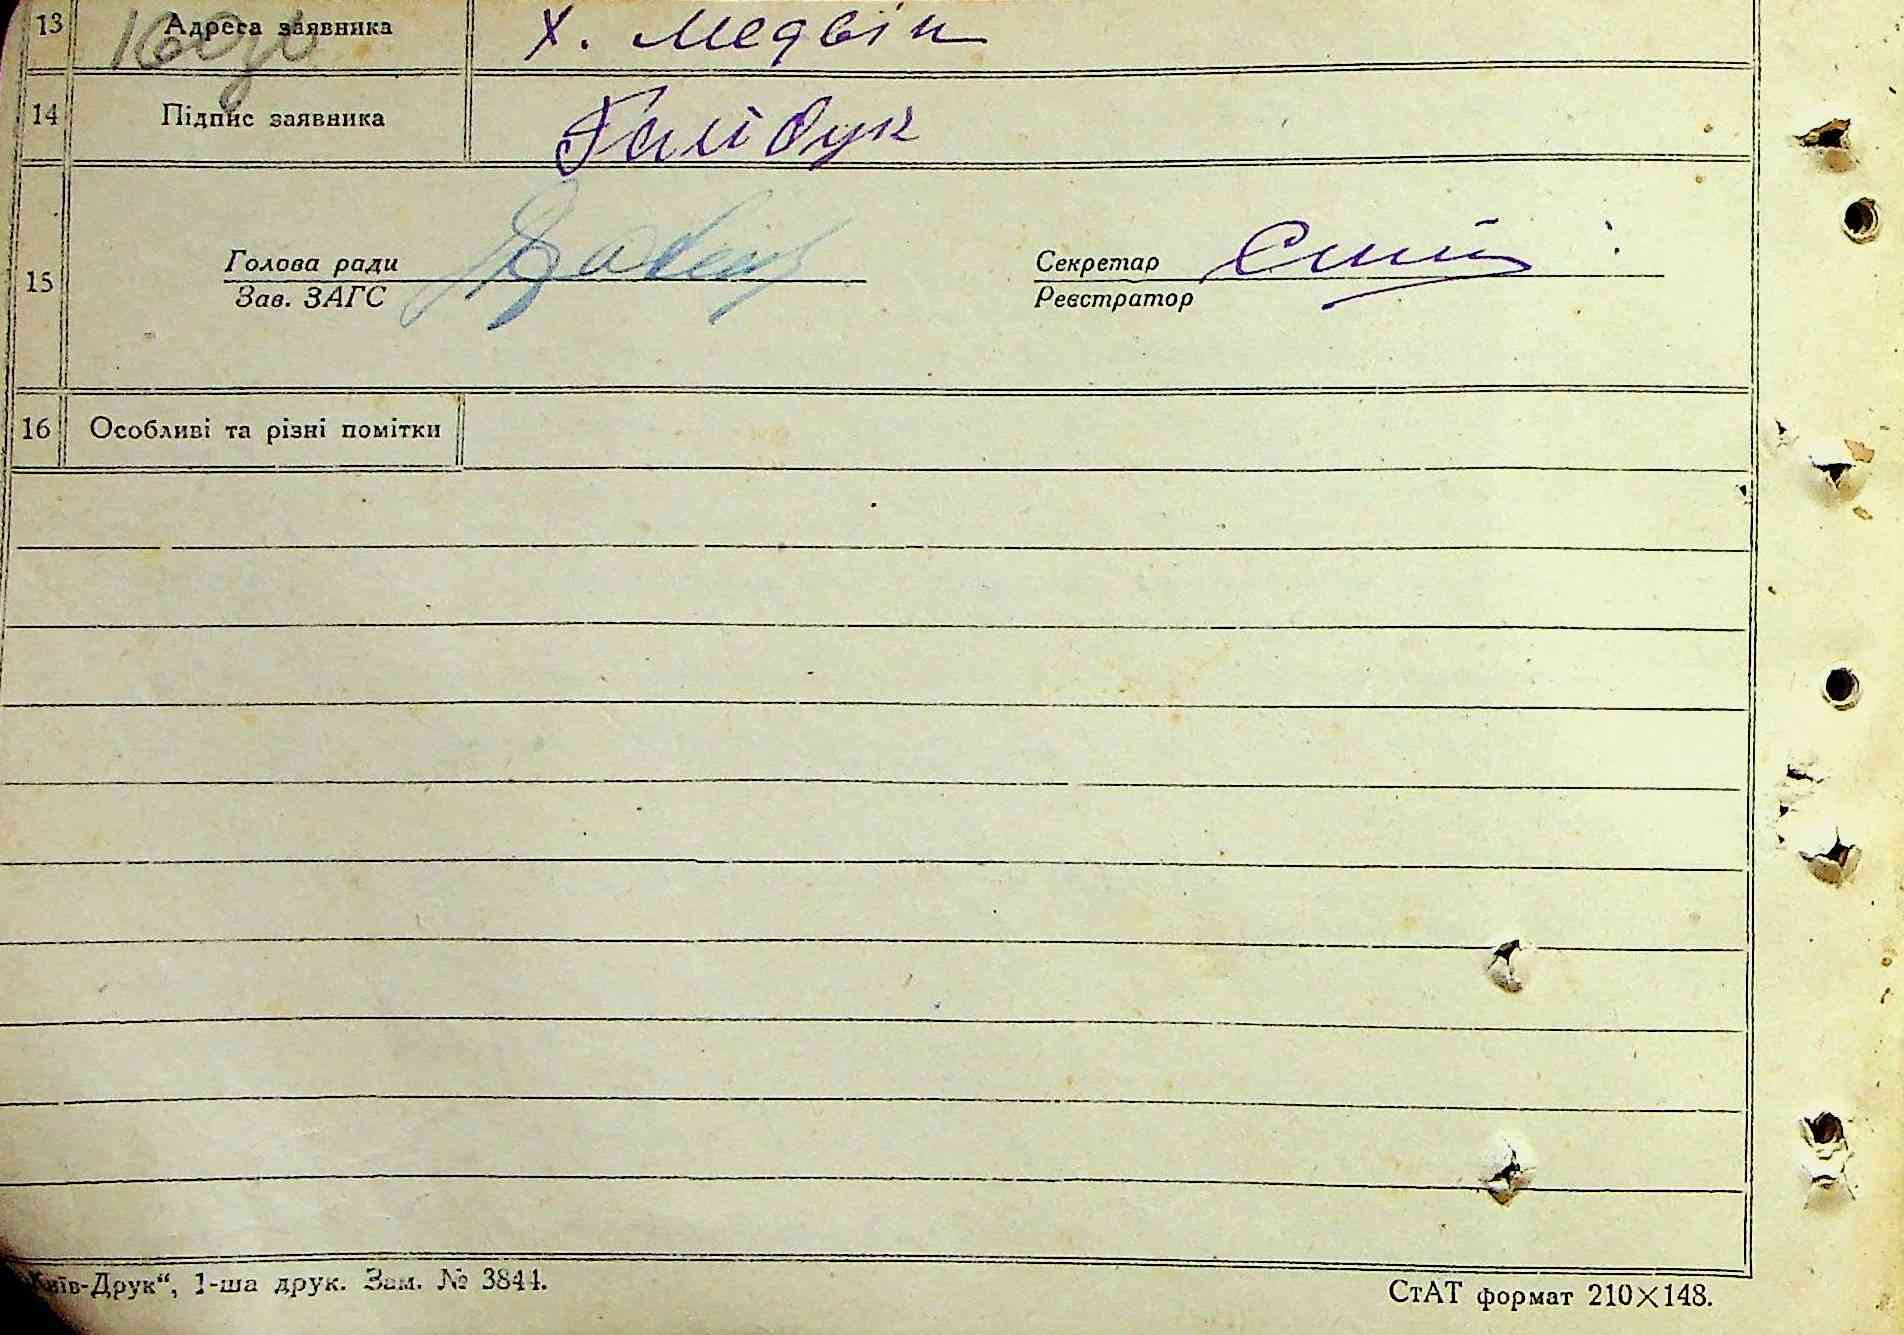 13 Адреса заявника х. Медвін
14 Підпис заявника Гайдук
15 Голова ради Секретар
Зав. ЗАГС Реєстратор
16 Особливі та різні помітки
Київ-Друк“, 1-ша друк. Зам. № 3844. СтАТ формат 210×148.